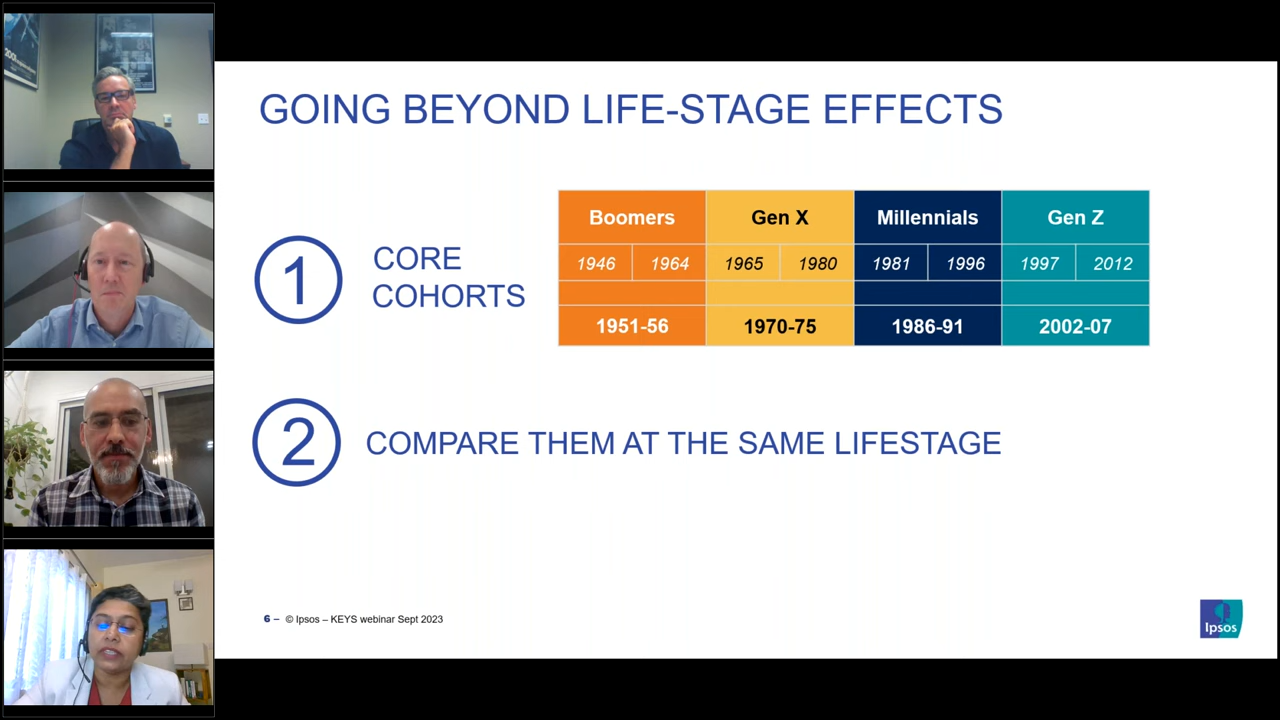 GOING BEYOND LIFE-STAGE EFFECTS
1
CORE
COHORTS
Boomers Gen X Millennials Gen Z
1946 1964 1965 1980 1981 1996 1997 2012
1951-56 1970-75 1986-91 2002-07
2
COMPARE THEM AT THE SAME LIFESTAGE
6 – © Ipsos – KEYS webinar Sept 2023
Ipsos